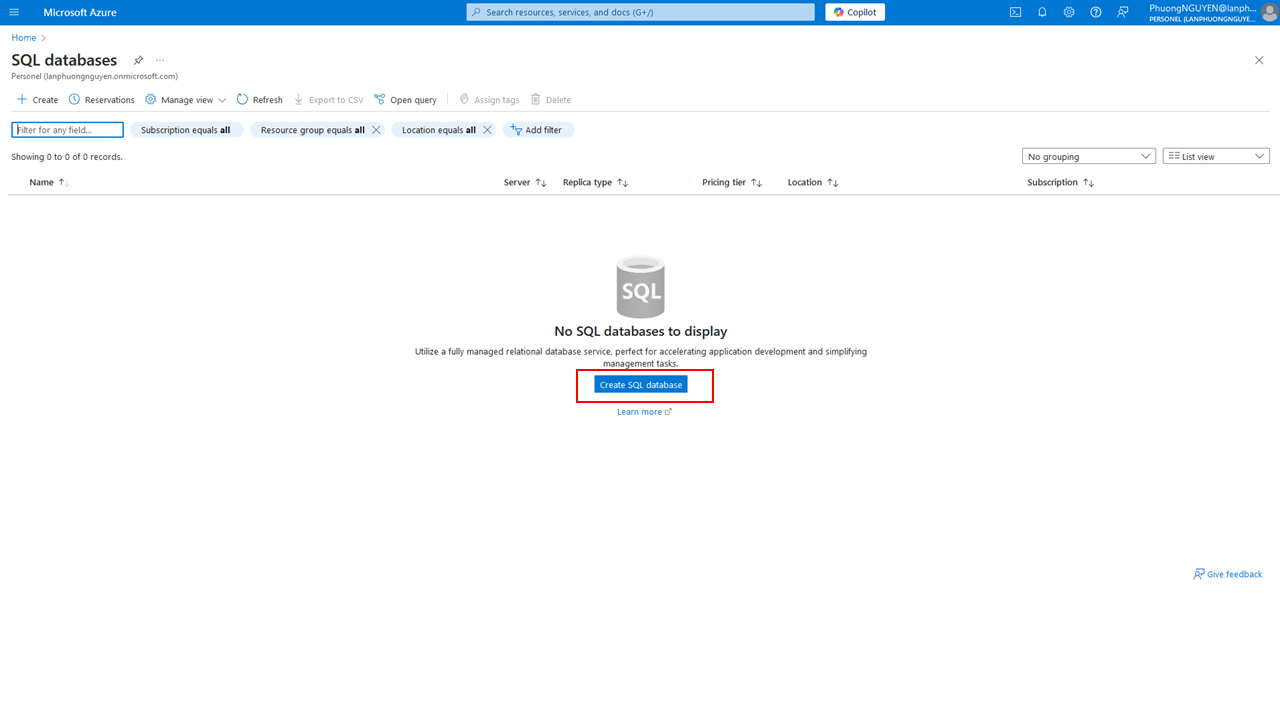 Microsoft Azure
Search resources, services, and docs (G+/)
Copilot
PhuongNGUYEN@lanph...
PERSONEL (LANPHUONGNGUYE...
Home
SQL databases
...
Personel (lanphuongnguyen.onmicrosoft.com)
Create Reservations Manage view Refresh Export to CSV Open query Assign tags Delete
Filter for any field... Subscription equals all Resource group equals all Location equals all Add filter
Showing 0 to 0 of 0 records. No grouping List view
Name Server Replica type Pricing tier Location Subscription
SQL
No SQL databases to display
Utilize a fully managed relational database service, perfect for accelerating application development and simplifying
management tasks.
Create SQL database
Learn more
Give feedback